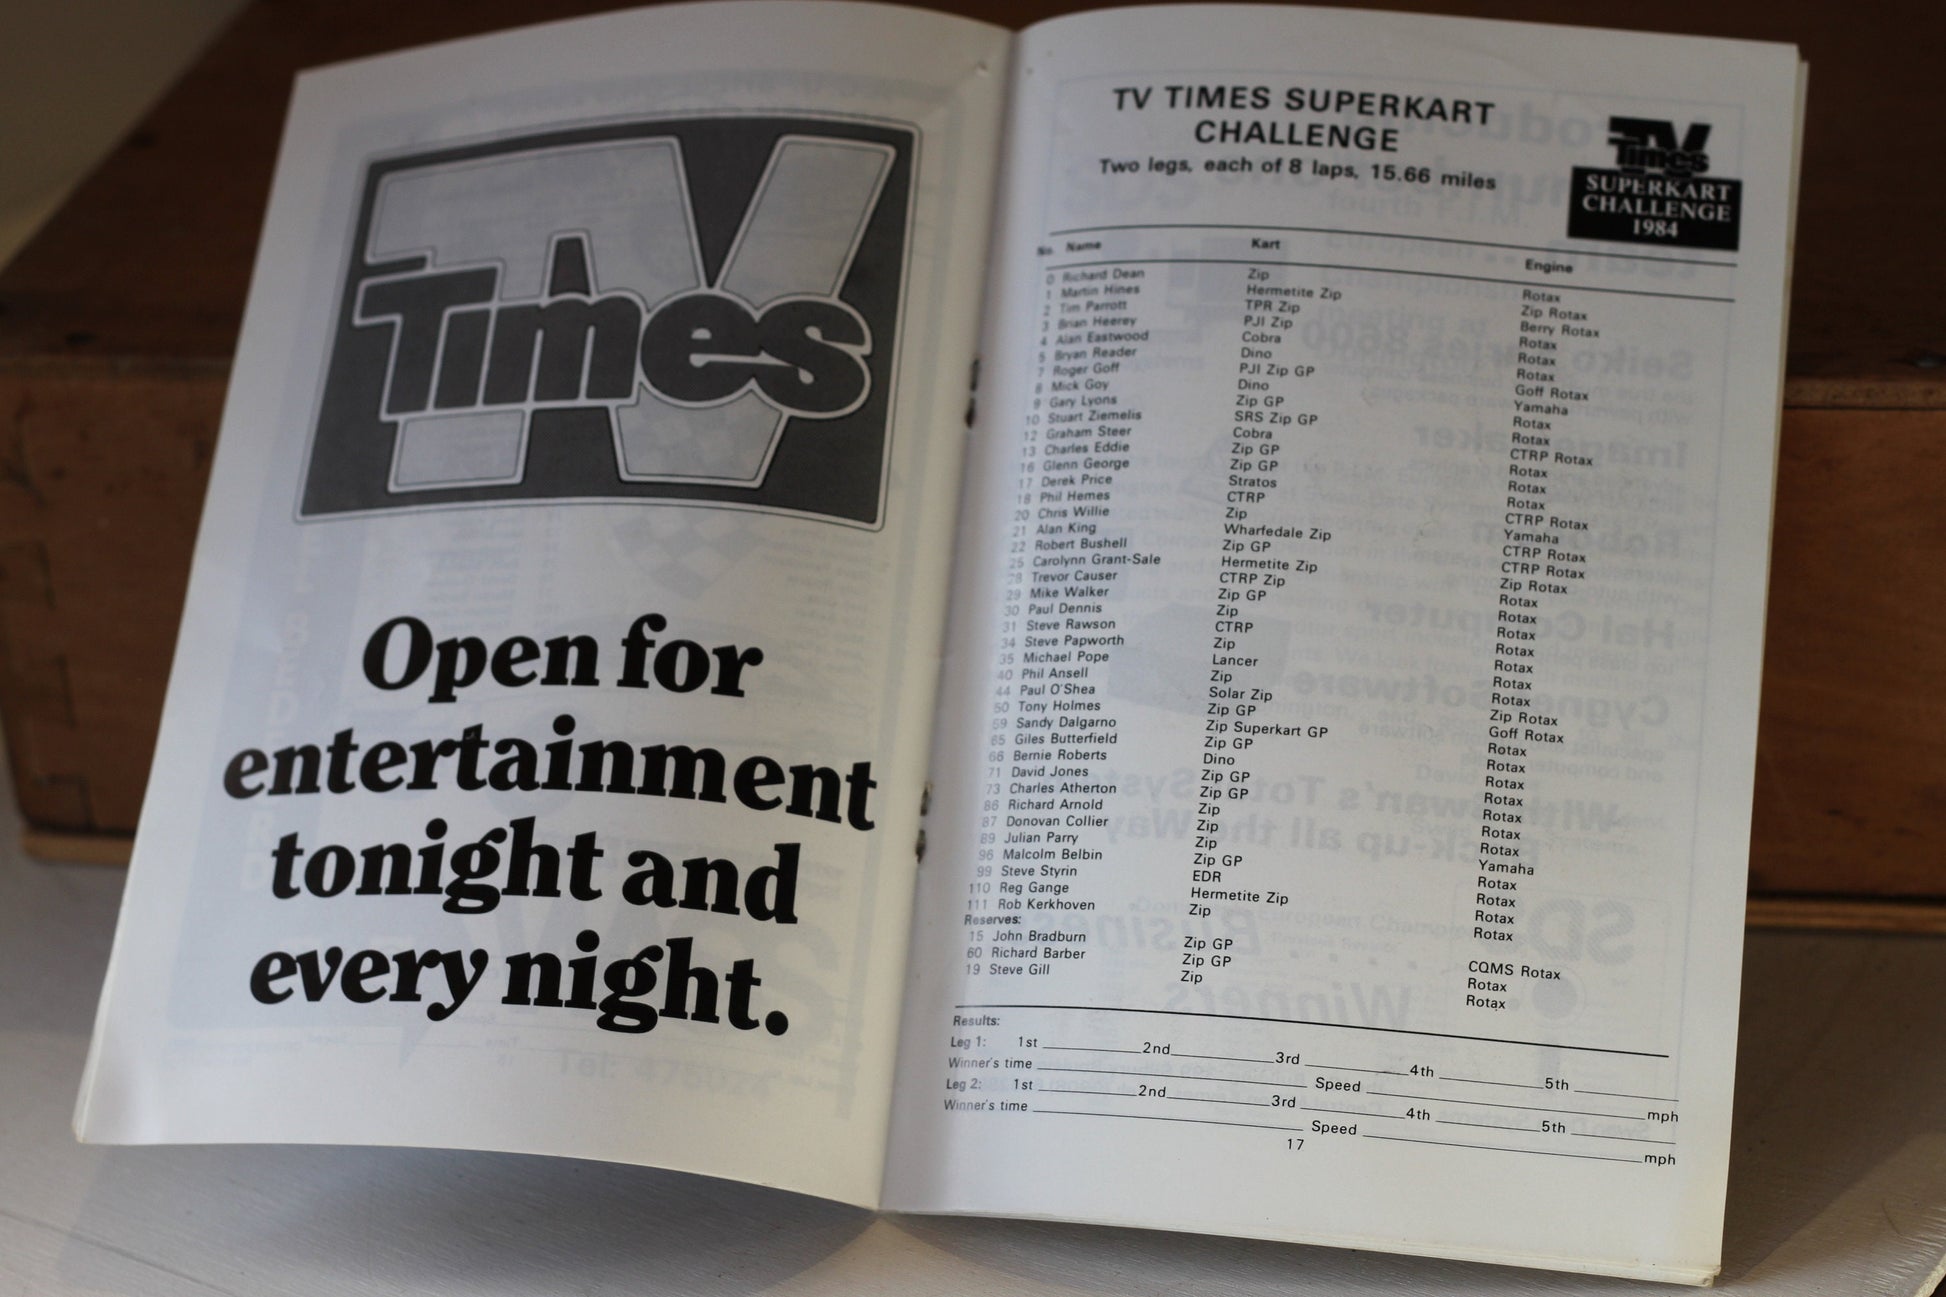 TV
Times
Open for
entertainment
tonight and
every night.
TV TIMES SUPERKART
CHALLENGE
Two legs, each of 8 laps, 15.66 miles
TV
Times
SUPERKART
CHALLENGE
1984
No. Name Kart Engine
0 Richard Dean Zip Rotax
1 Martin Hines Hermetite Zip Zip Rotax
2 Tim Parrott TPR Zip Berry Rotax
3 Brian Heerey PJI Zip Rotax
4 Alan Eastwood Cobra Rotax
5 Bryan Reader Dino Rotax
7 Roger Goff PJI Zip GP Goff Rotax
8 Mick Goy Dino Yamaha
9 Gary Lyons Zip GP Rotax
10 Stuart Ziemelis SRS Zip GP Rotax
12 Graham Steer Cobra CTRP Rotax
13 Charles Eddie Zip GP Rotax
16 Glenn George Zip GP Rotax
17 Derek Price Stratos Rotax
18 Phil Hemes CTRP CTRP Rotax
20 Chris Willie Zip Yamaha
21 Alan King Wharfedale Zip CTRP Rotax
22 Robert Bushell Zip GP CTRP Rotax
25 Carolynn Grant-Sale Hermetite Zip Zip Rotax
28 Trevor Causer CTRP Zip Rotax
29 Mike Walker Zip GP Rotax
30 Paul Dennis Zip Rotax
31 Steve Rawson CTRP Rotax
34 Steve Papworth Zip Rotax
35 Michael Pope Lancer Rotax
40 Phil Ansell Zip Rotax
44 Paul O'Shea Solar Zip Zip Rotax
50 Tony Holmes Zip GP Goff Rotax
59 Sandy Dalgarno Zip Superkart GP Rotax
65 Giles Butterfield Zip GP Rotax
66 Bernie Roberts Dino Rotax
71 David Jones Zip GP Rotax
73 Charles Atherton Zip GP Rotax
86 Richard Arnold Zip Rotax
87 Donovan Collier Zip Rotax
89 Julian Parry Zip Yamaha
96 Malcolm Belbin Zip GP Rotax
99 Steve Styrin EDR Rotax
110 Reg Gange Hermetite Zip Rotax
111 Rob Kerkhoven Zip Rotax
Reserves:
15 John Bradburn Zip GP CQMS Rotax
60 Richard Barber Zip GP Rotax
19 Steve Gill Zip Rotax
Results:
Leg 1: 1st 2nd 3rd 4th 5th
Winner's time Speed mph
Leg 2: 1st 2nd 3rd 4th 5th
Winner's time Speed mph
17